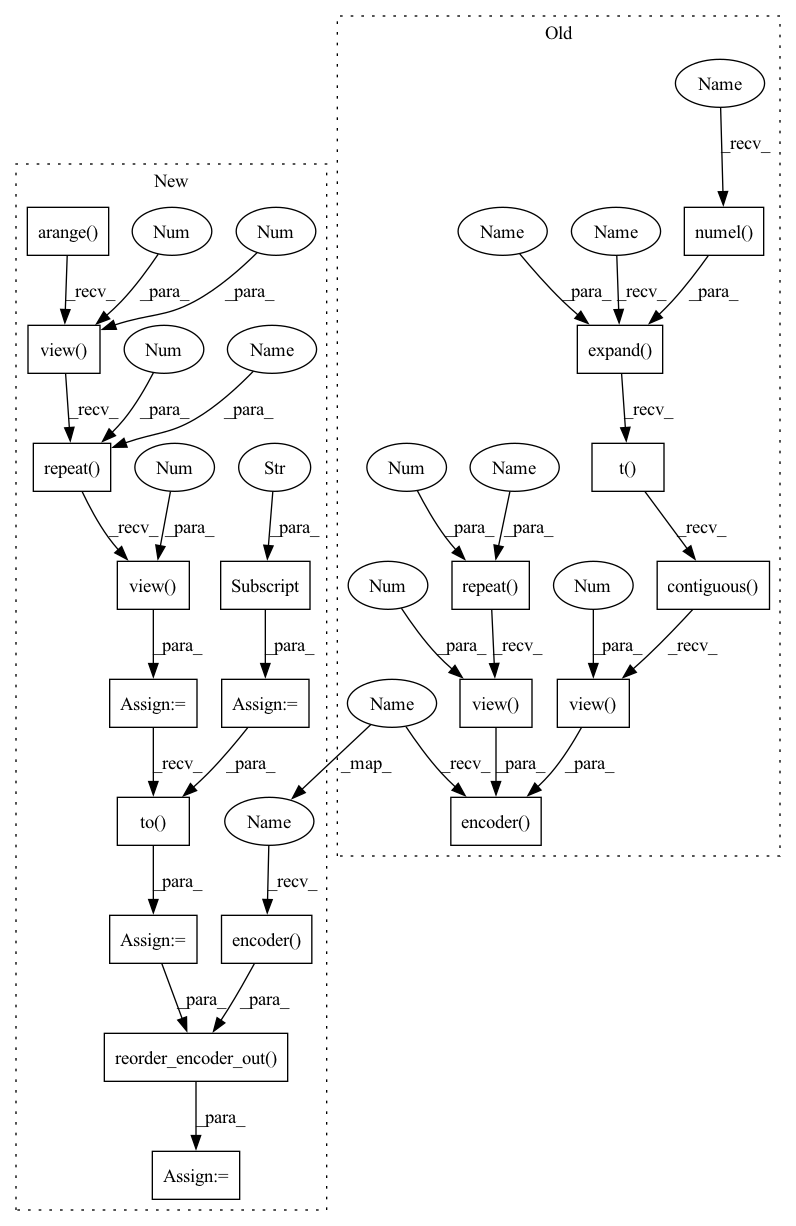 Old
Name
_recv_
New
arange()
Num
Num
Name
Name
numel()
_recv_
_para_
_para_
_para_
_recv_
_para_
view()
Num
Name
expand()
_recv_
_para_
_para_
_recv_
repeat()
Num
Str
Num
Name
t()
_recv_
_para_
_para_
_para_
_para_
_recv_
view()
Subscript
Num
repeat()
Num
contiguous()
_para_
_para_
_para_
_recv_
_para_
_recv_
Assign:=
Assign:=
Name
view()
view()
_recv_
_para_
_map_
_recv_
_para_
_para_
to()
Name
encoder()
_para_
_recv_
Assign:=
encoder()
_para_
_para_
reorder_encoder_out()
_para_
Assign:=